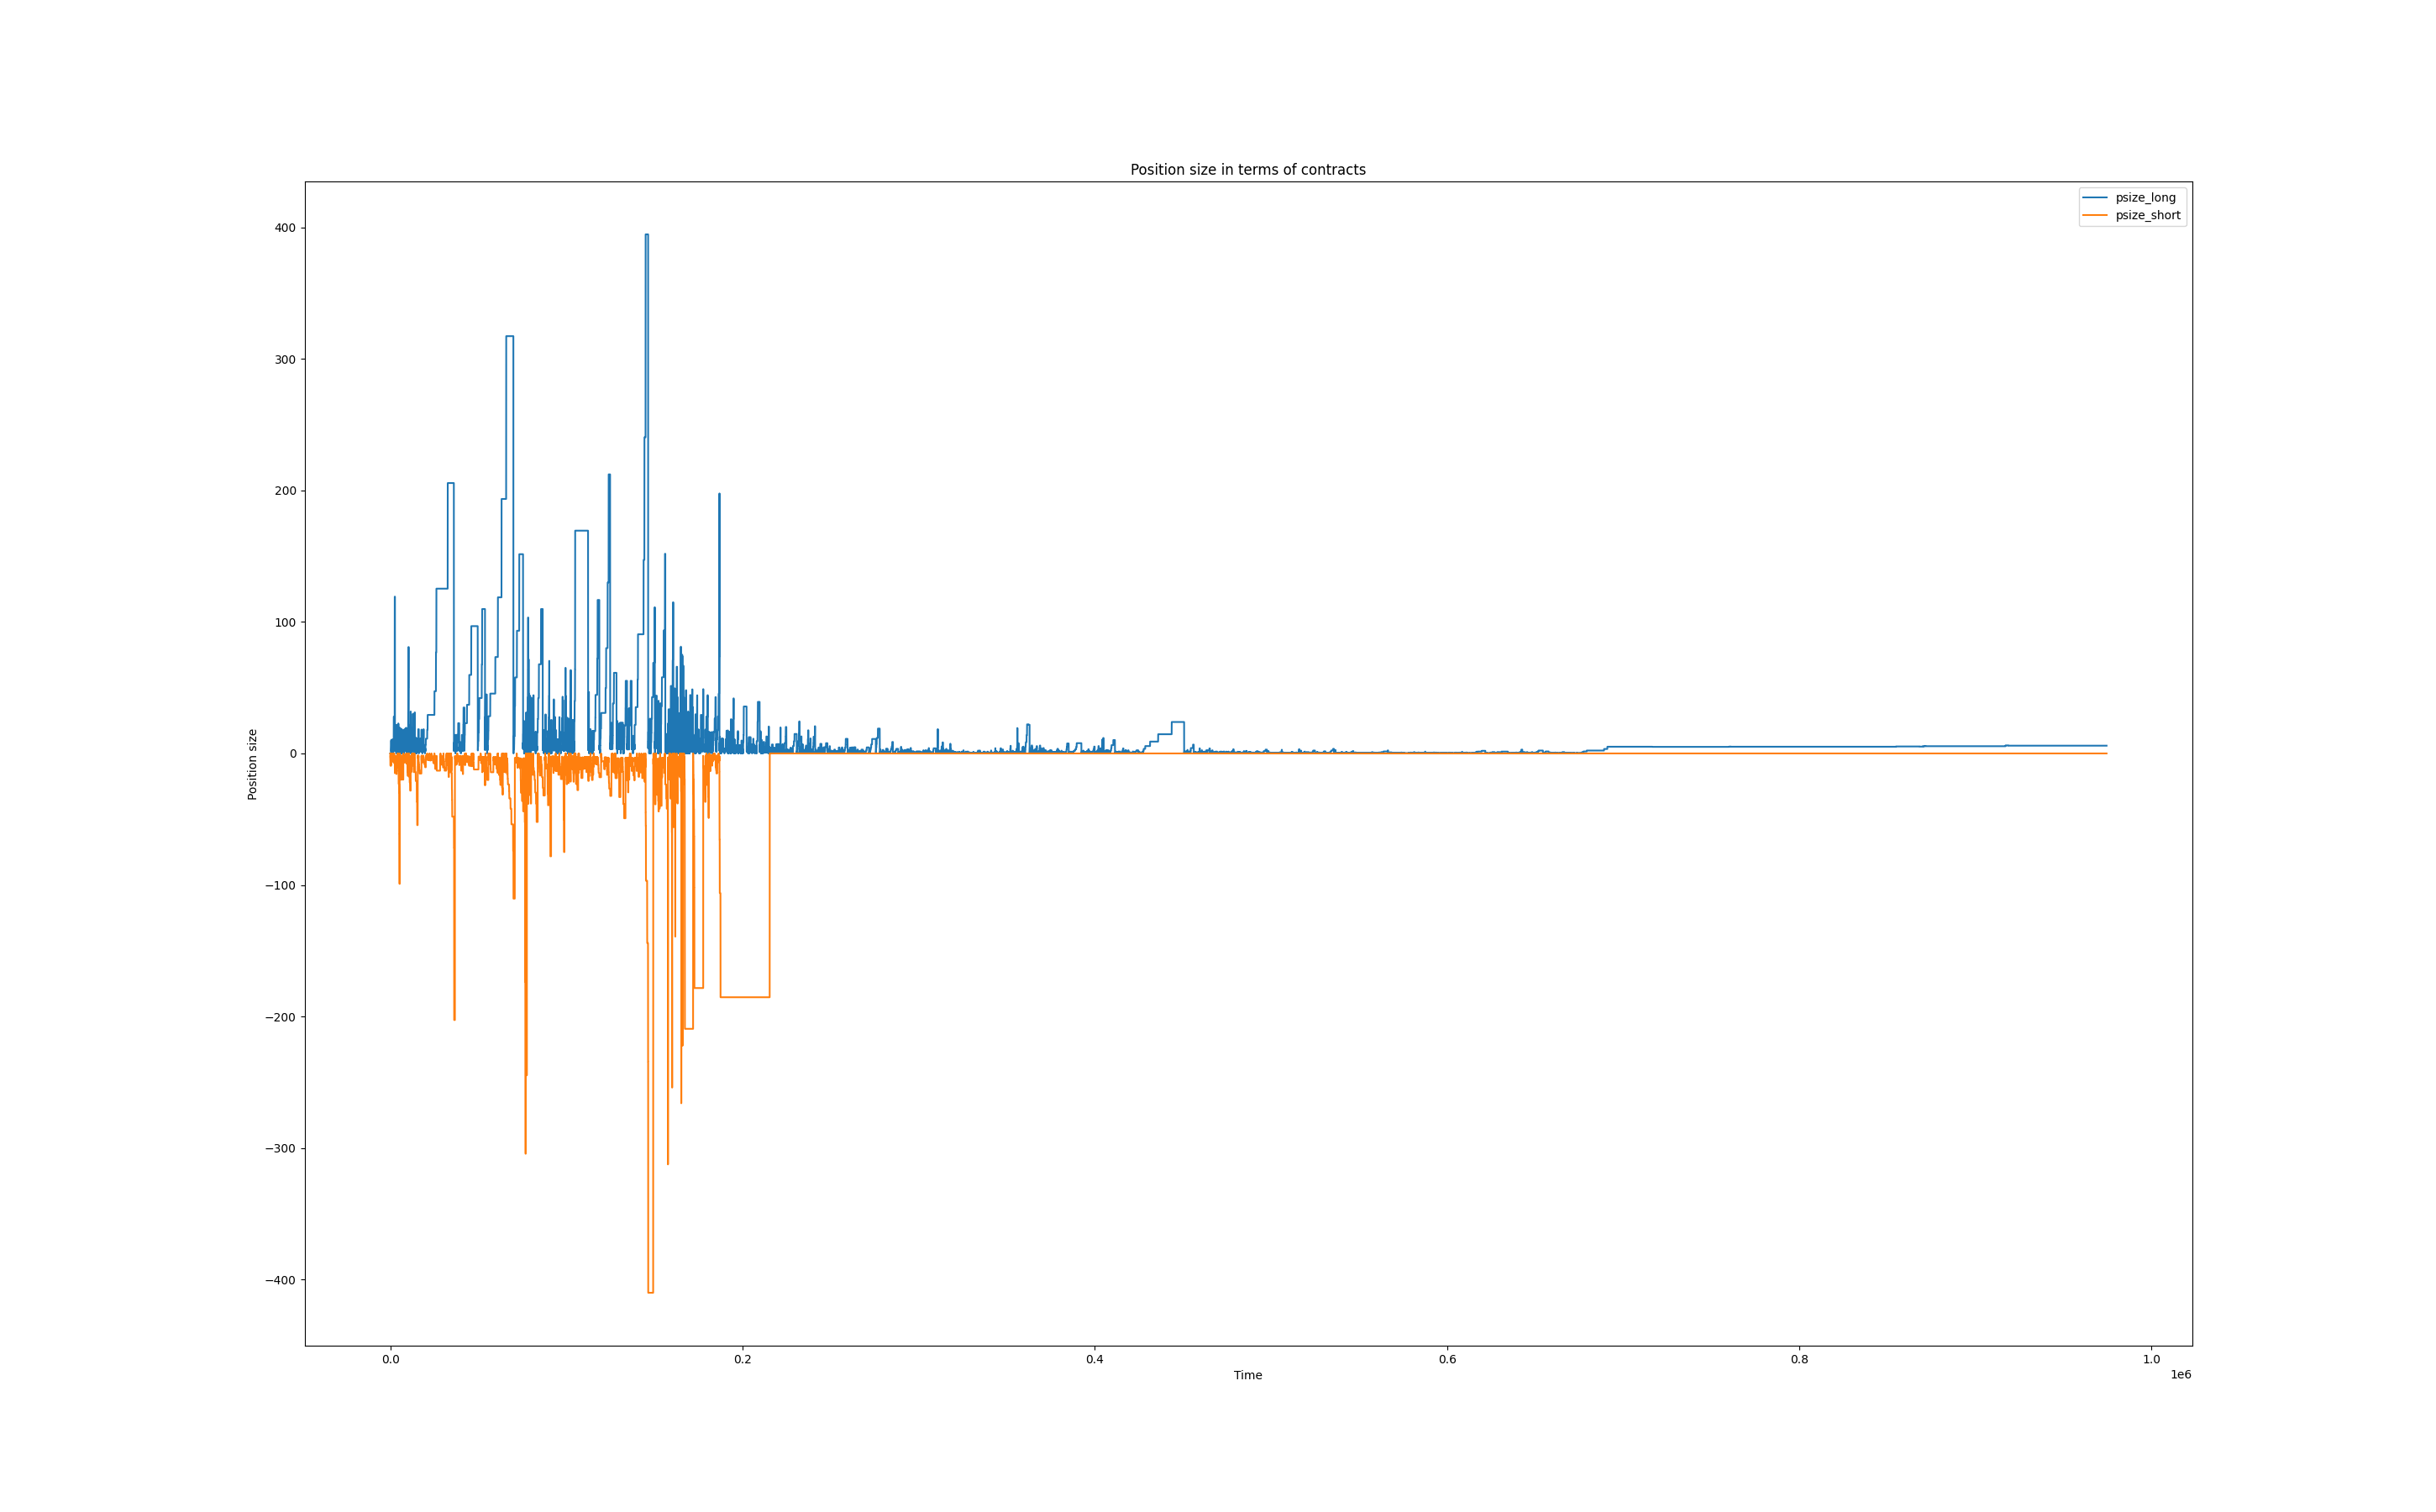 Position size in terms of contracts
psize_long
psize_short
Position size
400
300
200
100
0
−100
−200
−300
−400
0.0
0.2
0.4
0.6
0.8
1.0
Time
1e6